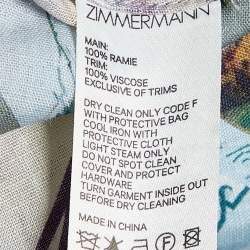 ZIMMERMANN
MAIN:
100% RAMIE
TRIM:
100% VISCOSE
EXCLUSIVE OF TRIMS
DRY CLEAN ONLY CODE F
WITH PROTECTIVE BAG
COOL IRON WITH
PROTECTIVE CLOTH
LIGHT STEAM ONLY
DO NOT SPOT CLEAN
COVER AND PROTECT
HARDWARE
TURN GARMENT INSIDE OUT
BEFORE DRY CLEANING
MADE IN CHINA